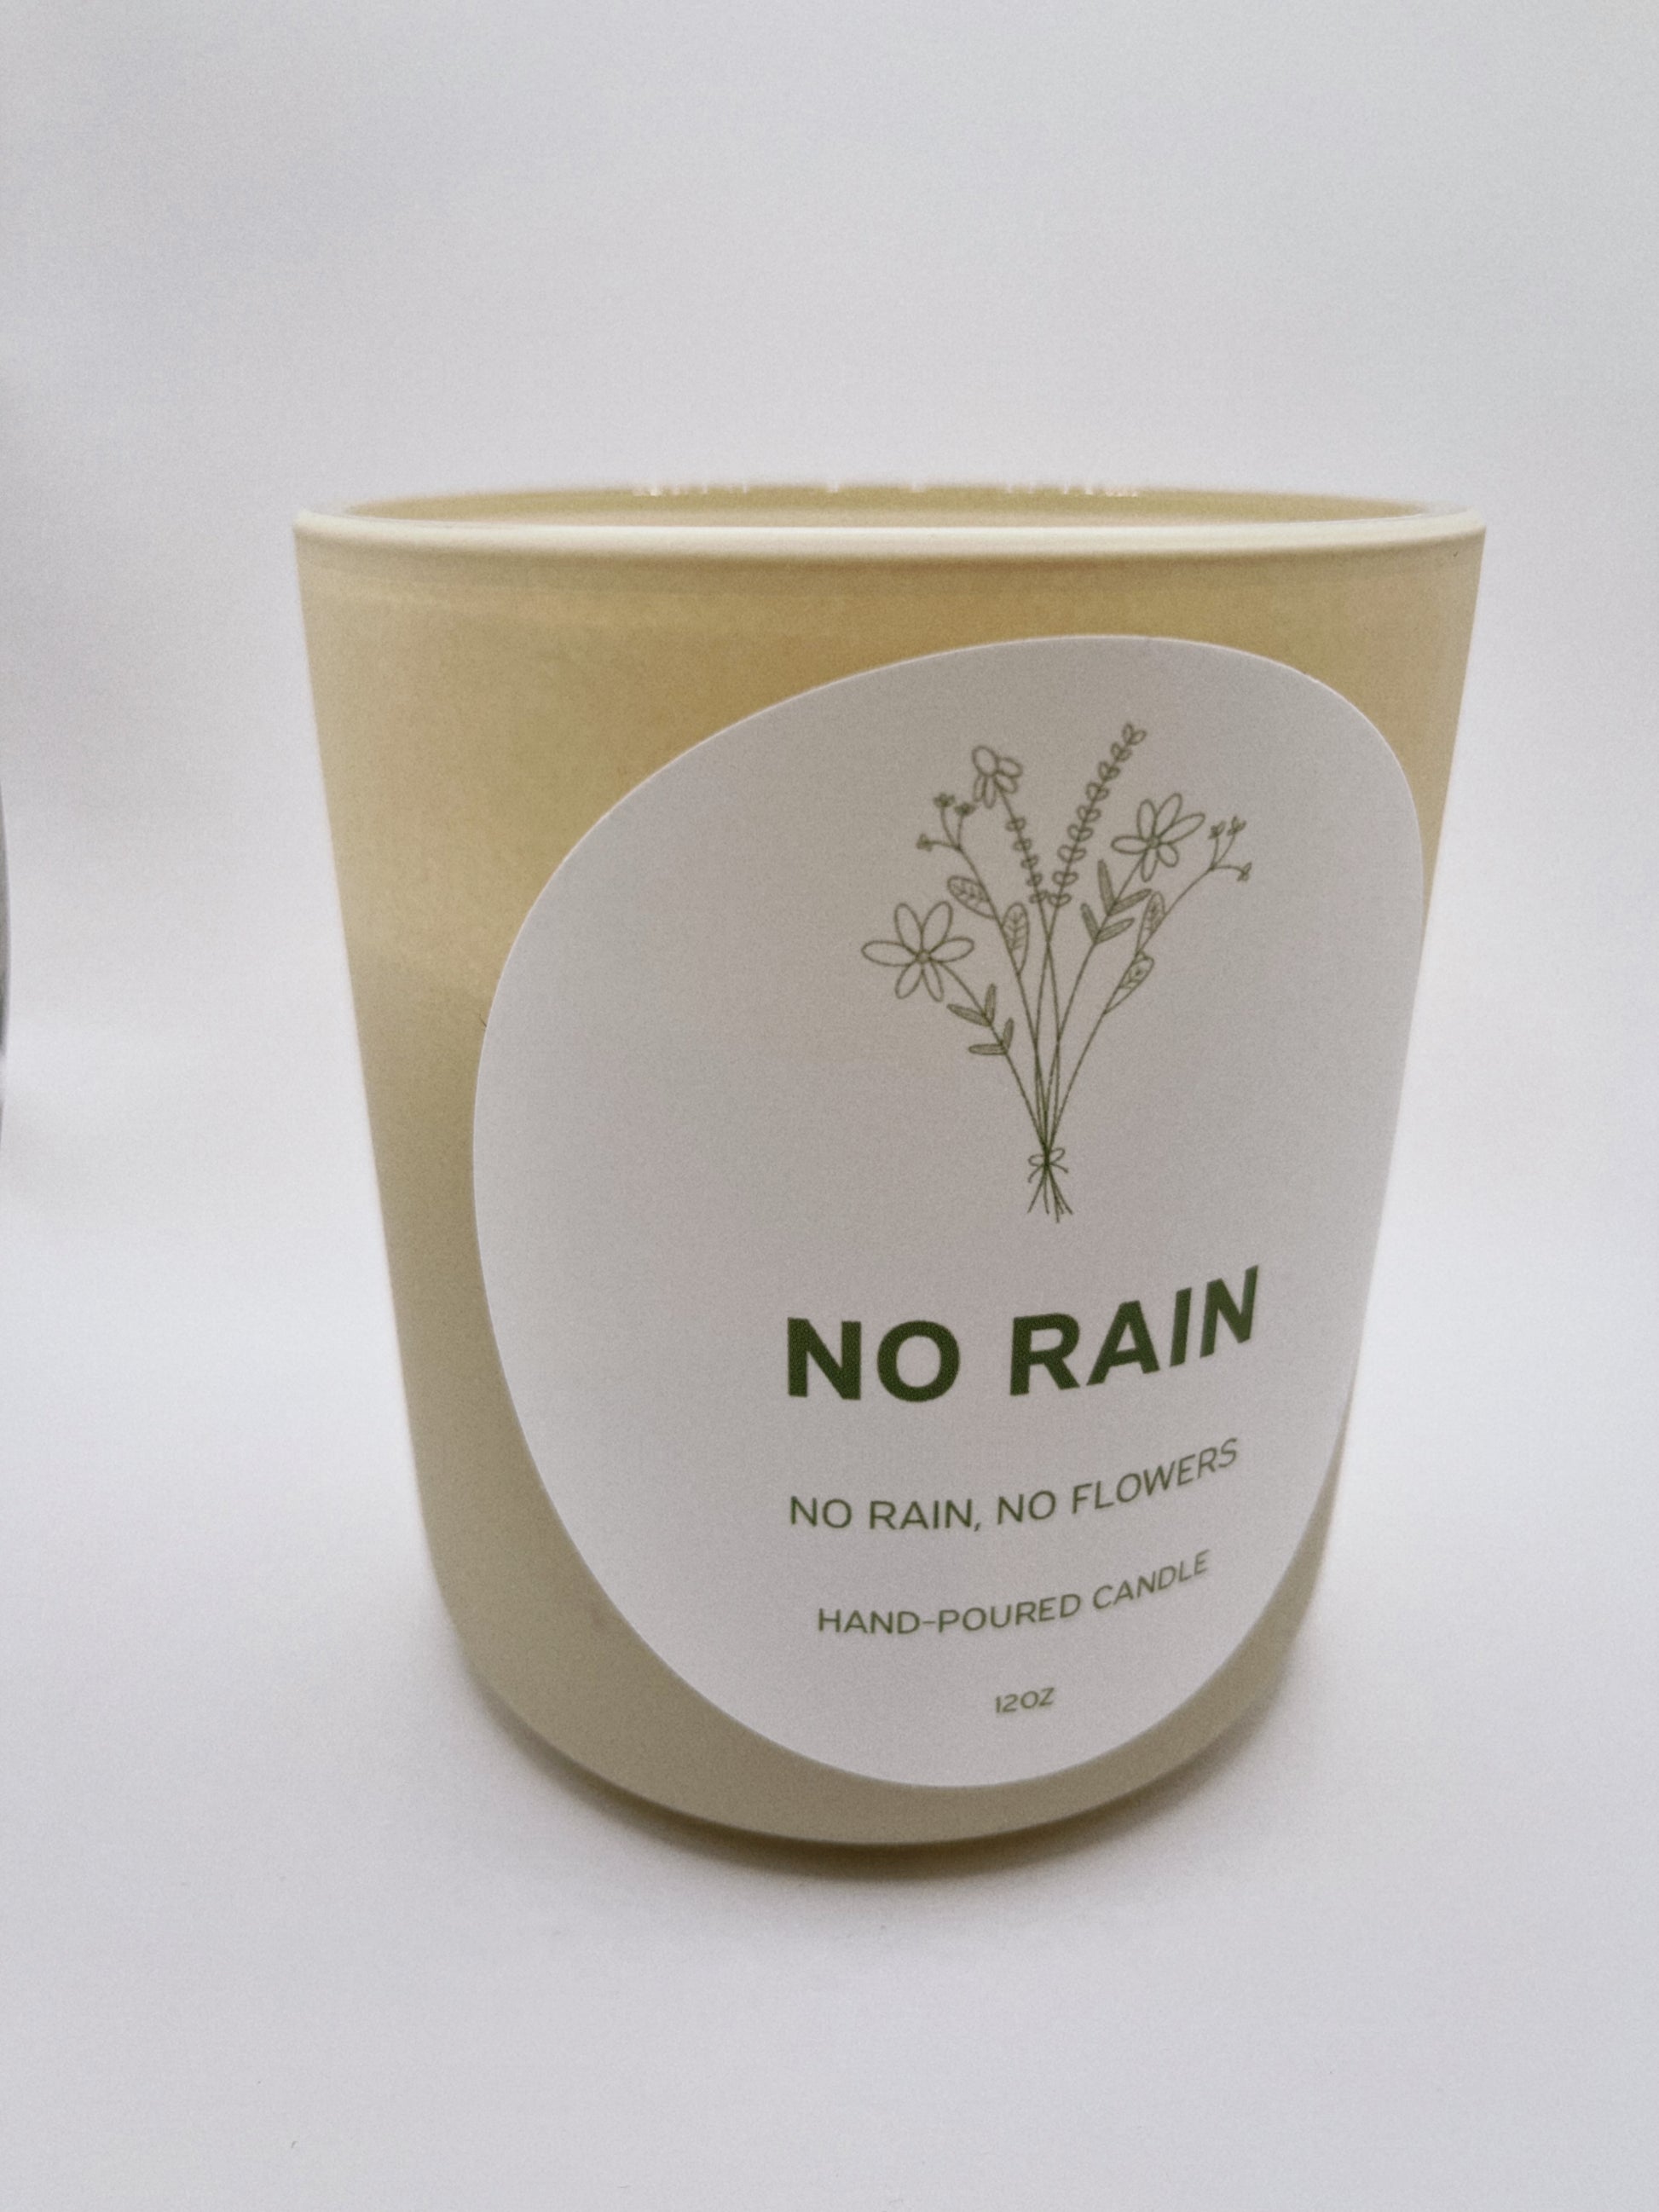 NO RAIN
NO RAIN, NO FLOWERS
HAND-POURED CANDLE
12OZ